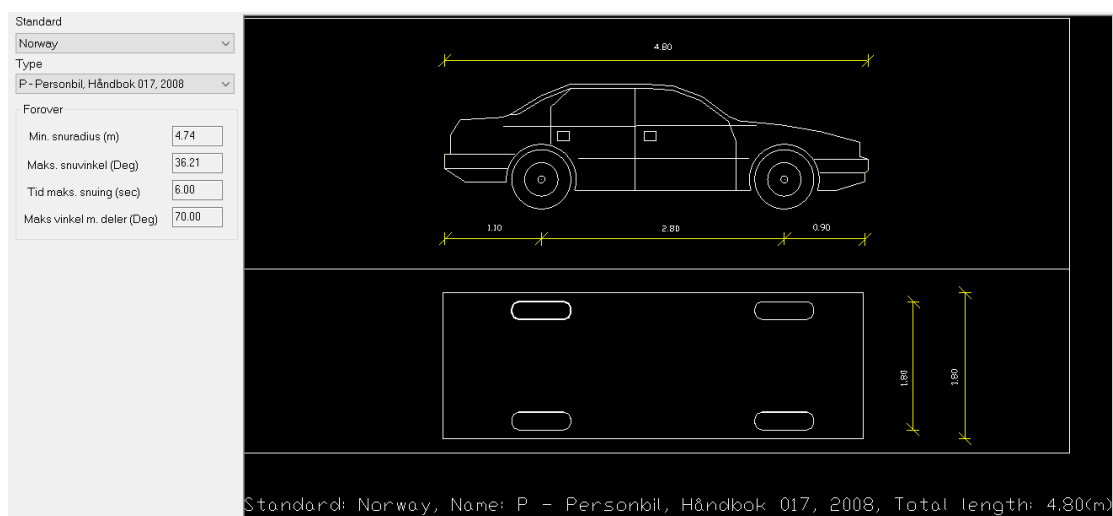 Standard
Norway
Type
P - Personbil, Håndbok 017, 2008
Forover
Min. snuradius (m) 4.74
Maks. snuvinkel (Deg) 36.21
Tid maks. snuing (sec) 6.00
Maks vinkel m. deler (Deg) 70.00
4.80
1.10 2.80 0.90
1.80 1.80
Standard: Norway, Name: P - Personbil, Håndbok 017, 2008, Total length: 4.80(m)